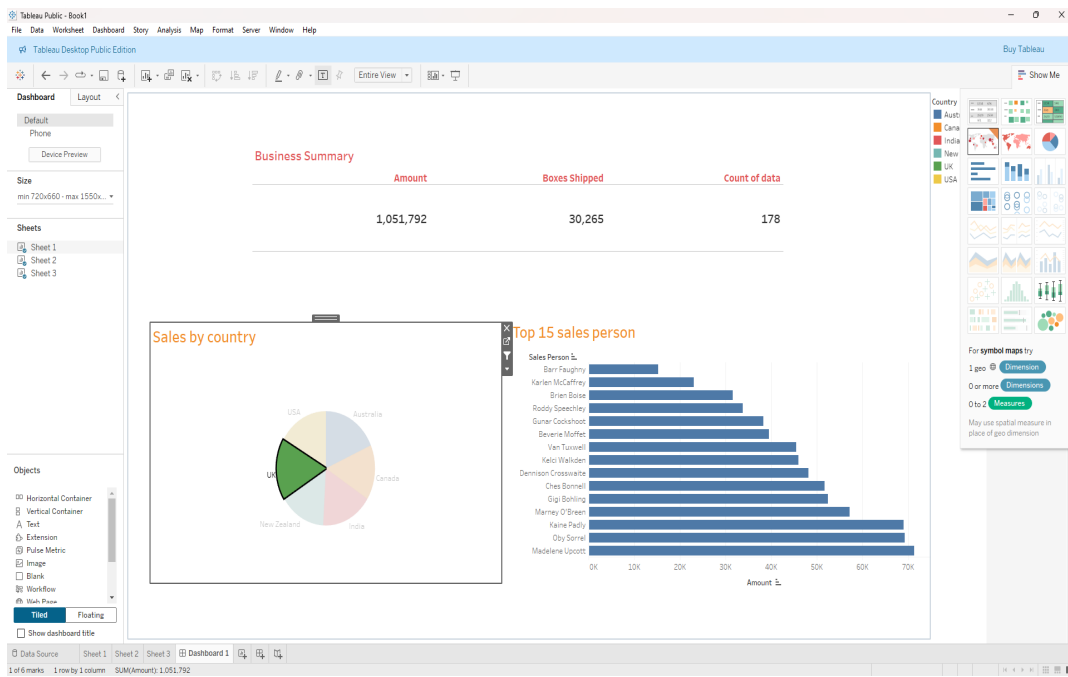 Tableau Public - Book1
File Data Worksheet Dashboard Story Analysis Map Format Server Window Help
Tableau Desktop Public Edition
Buy Tableau
Entire View
Show Me
Dashboard Layout
Default
Phone
Device Preview
Size
min 720x660 - max 1550x...
Sheets
Sheet 1
Sheet 2
Sheet 3
Objects
Horizontal Container
Vertical Container
A Text
Extension
Pulse Metric
Image
Blank
Workflow
Web Page
Tiled Floating
Show dashboard title
Business Summary
Amount Boxes Shipped Count of data
1,051,792 30,265 178
Sales by country
USA
Australia
UK
Canada
New Zealand
India
Top 15 sales person
Sales Person
Barr Faughny
Karlen McCaffrey
Brien Boise
Roddy Speechley
Gunar Cockshoot
Beverie Moffet
Van Tuxwell
Kelci Walkden
Dennison Crosswaite
Ches Bonnell
Gigi Bohling
Marney O'Breen
Kaine Padly
Oby Sorrel
Madelene Upcott
0K 10K 20K 30K 40K 50K 60K 70K
Amount
Country
Aust
Cana
India
New
UK
USA
For symbol maps try
1 geo Dimension
0 or more Dimensions
0 to 2 Measures
May use spatial measure in
place of geo dimension
Data Source Sheet 1 Sheet 2 Sheet 3 Dashboard 1
1 of 6 marks 1 row by 1 column SUM(Amount): 1,051,792